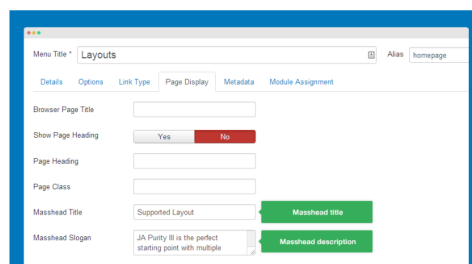 Menu Title * Layouts Alias homepage
Details Options Link Type Page Display Metadata Module Assignment
Browser Page Title
Show Page Heading Yes No
Page Heading
Page Class
Masshead Title Supported Layout Masshead title
Masshead Slogan JA Purity III is the perfect
starting point with multiple Masshead description